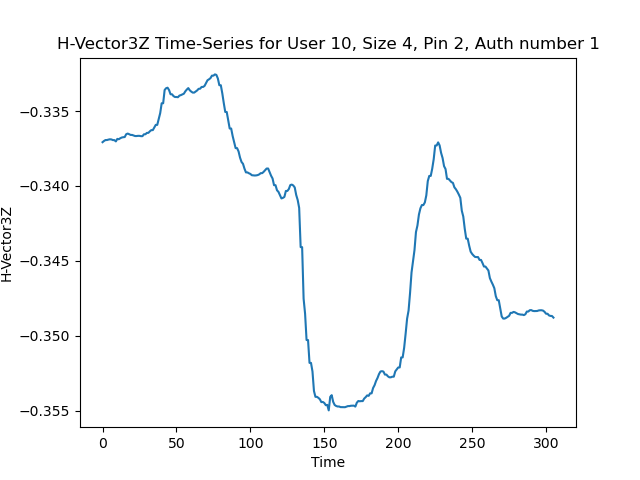 H-Vector3Z Time-Series for User 10, Size 4, Pin 2, Auth number 1
H-Vector3Z
−0.335
−0.340
−0.345
−0.350
−0.355
0 50 100 150 200 250 300
Time